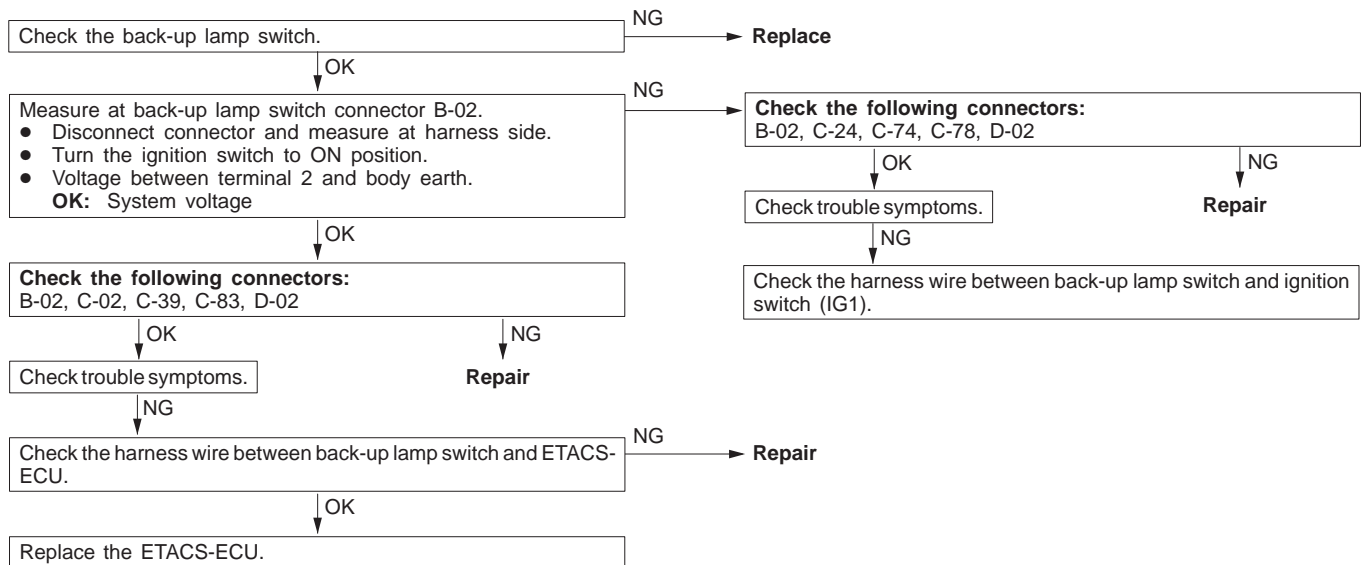 Check the back-up lamp switch.
NG
Replace
OK
Measure at back-up lamp switch connector B-02.
● Disconnect connector and measure at harness side.
● Turn the ignition switch to ON position.
● Voltage between terminal 2 and body earth.
OK: System voltage
NG
Check the following connectors:
B-02, C-24, C-74, C-78, D-02
OK
NG
Check trouble symptoms.
Repair
NG
Check the harness wire between back-up lamp switch and ignition
switch (IG1).
OK
Check the following connectors:
B-02, C-02, C-39, C-83, D-02
OK
NG
Check trouble symptoms.
Repair
NG
Check the harness wire between back-up lamp switch and ETACS-
ECU.
NG
Repair
OK
Replace the ETACS-ECU.